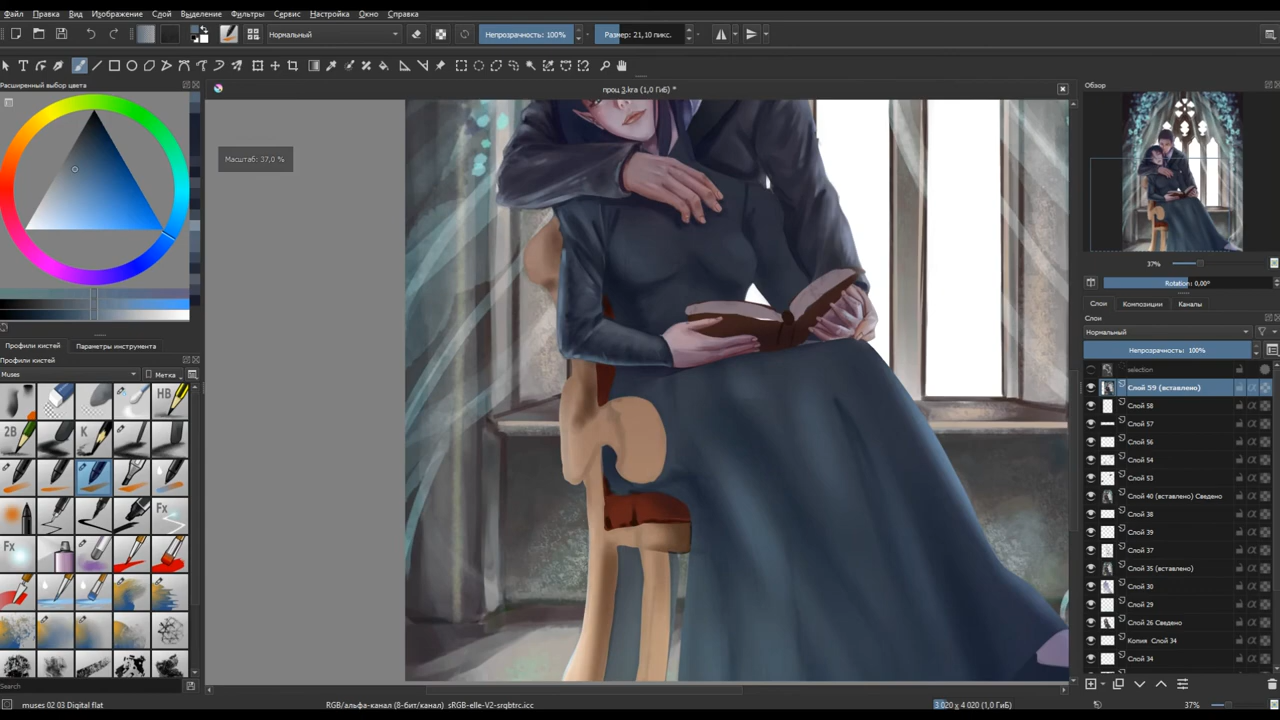 Файл Правка Вид Изображение Слой Выделение Фильтры Сервис Настройка Окно Справка
Нормальный Непрозрачность: 100% Размер: 21,10 пикс.
Расширенный выбор цвета
проц 3.kra (1,0 ГиБ) *
Обзор
Масштаб: 37,0 %
37%
Rotation: 0,00°
Слои Композиции Каналы
Слои
Нормальный
Непрозрачность: 100%
selection
Слой 59 (вставлено)
Слой 58
Слой 57
Слой 56
Слой 54
Слой 53
Слой 40 (вставлено) Сведено
Слой 38
Слой 39
Слой 37
Слой 35 (вставлено)
Слой 30
Слой 29
Слой 26 Сведено
Копия Слой 34
Слой 34
Профили кистей Параметры инструмента
Профили кистей
Muses Метка
HB
2B K
Fx
Fx
Search
muses 02 03 Digital flat RGB/альфа-канал (8-бит/канал) sRGB-elle-V2-srgbtrc.icc 3 020 x 4 020 (1,0 ГиБ) 37%